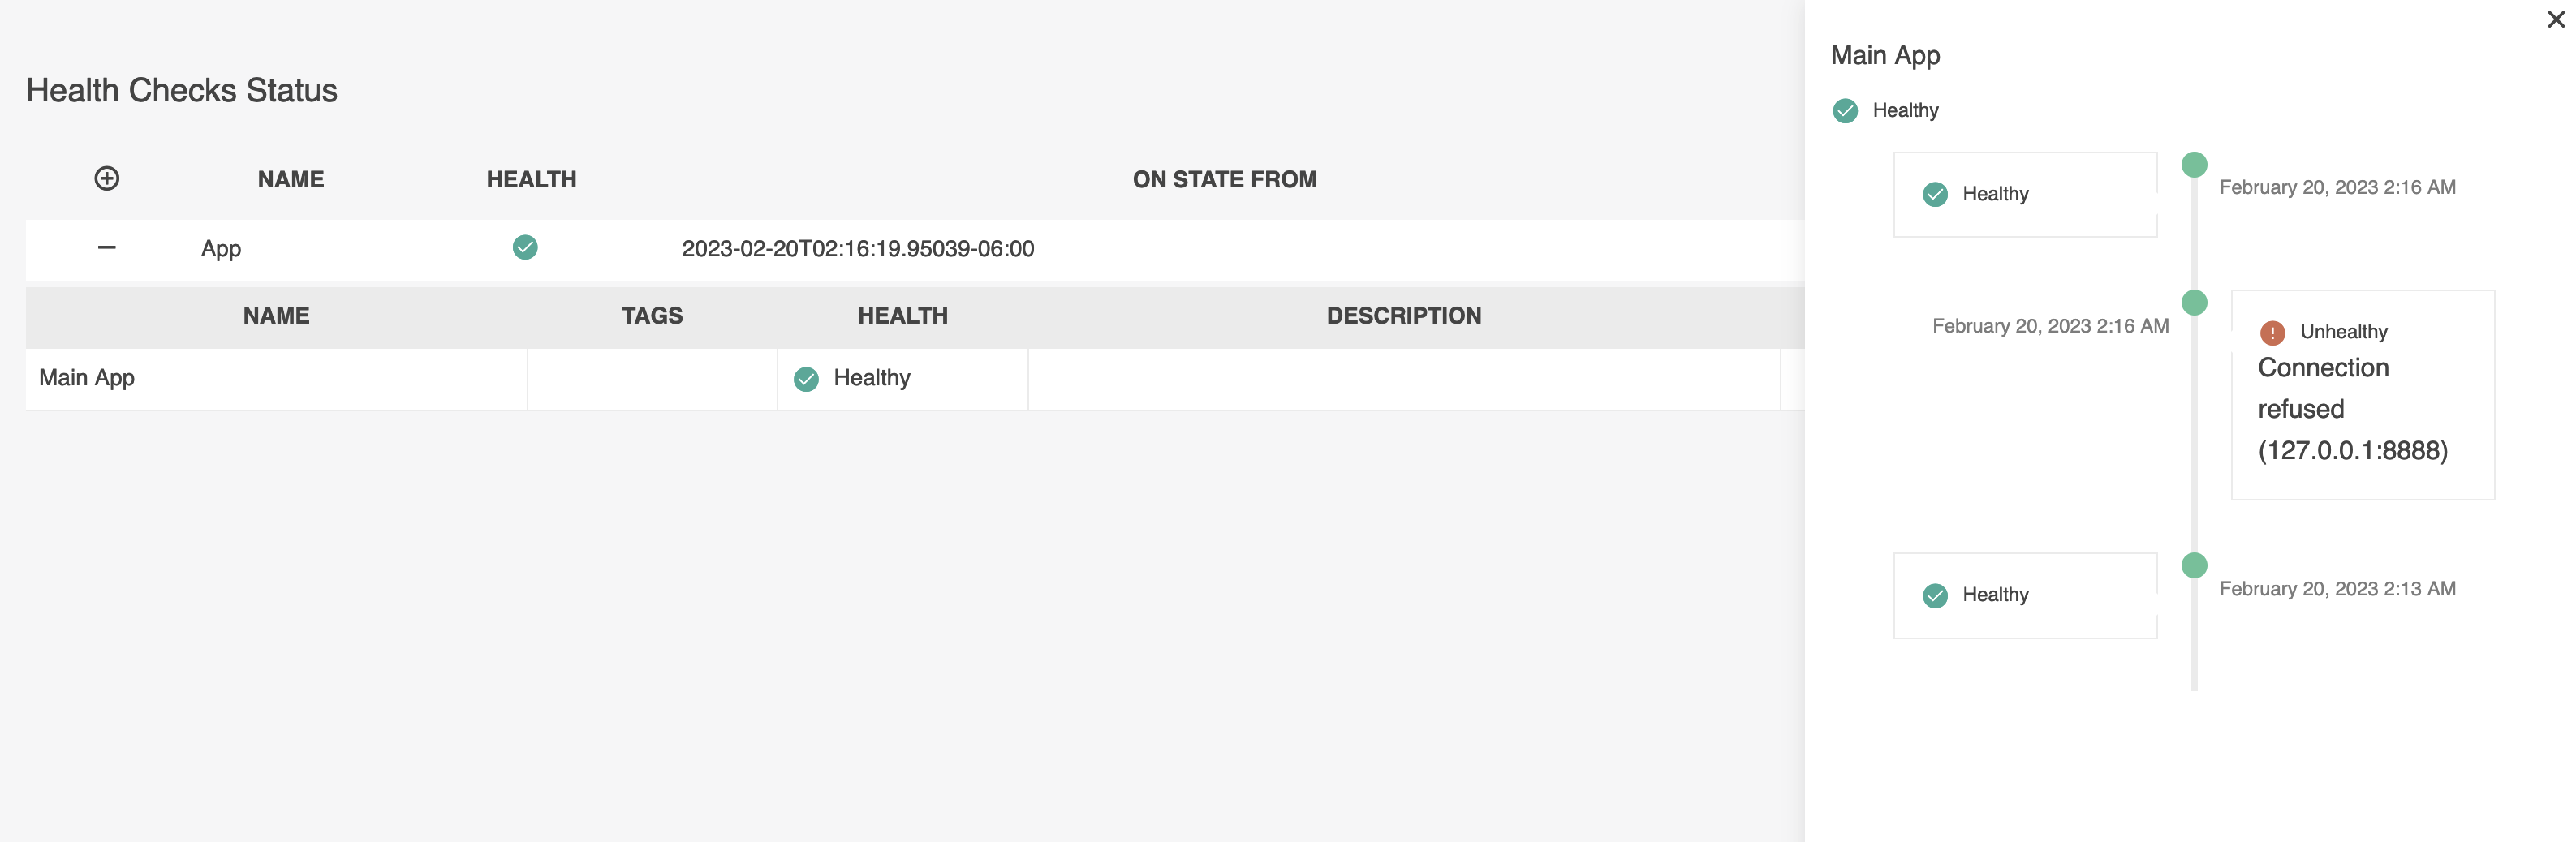 Health Checks Status
NAME HEALTH ON STATE FROM
App 2023-02-20T02:16:19.95039-06:00
NAME TAGS HEALTH DESCRIPTION
Main App Healthy
Main App
Healthy
Healthy
February 20, 2023 2:16 AM
February 20, 2023 2:16 AM
Unhealthy
Connection
refused
(127.0.0.1:8888)
Healthy
February 20, 2023 2:13 AM